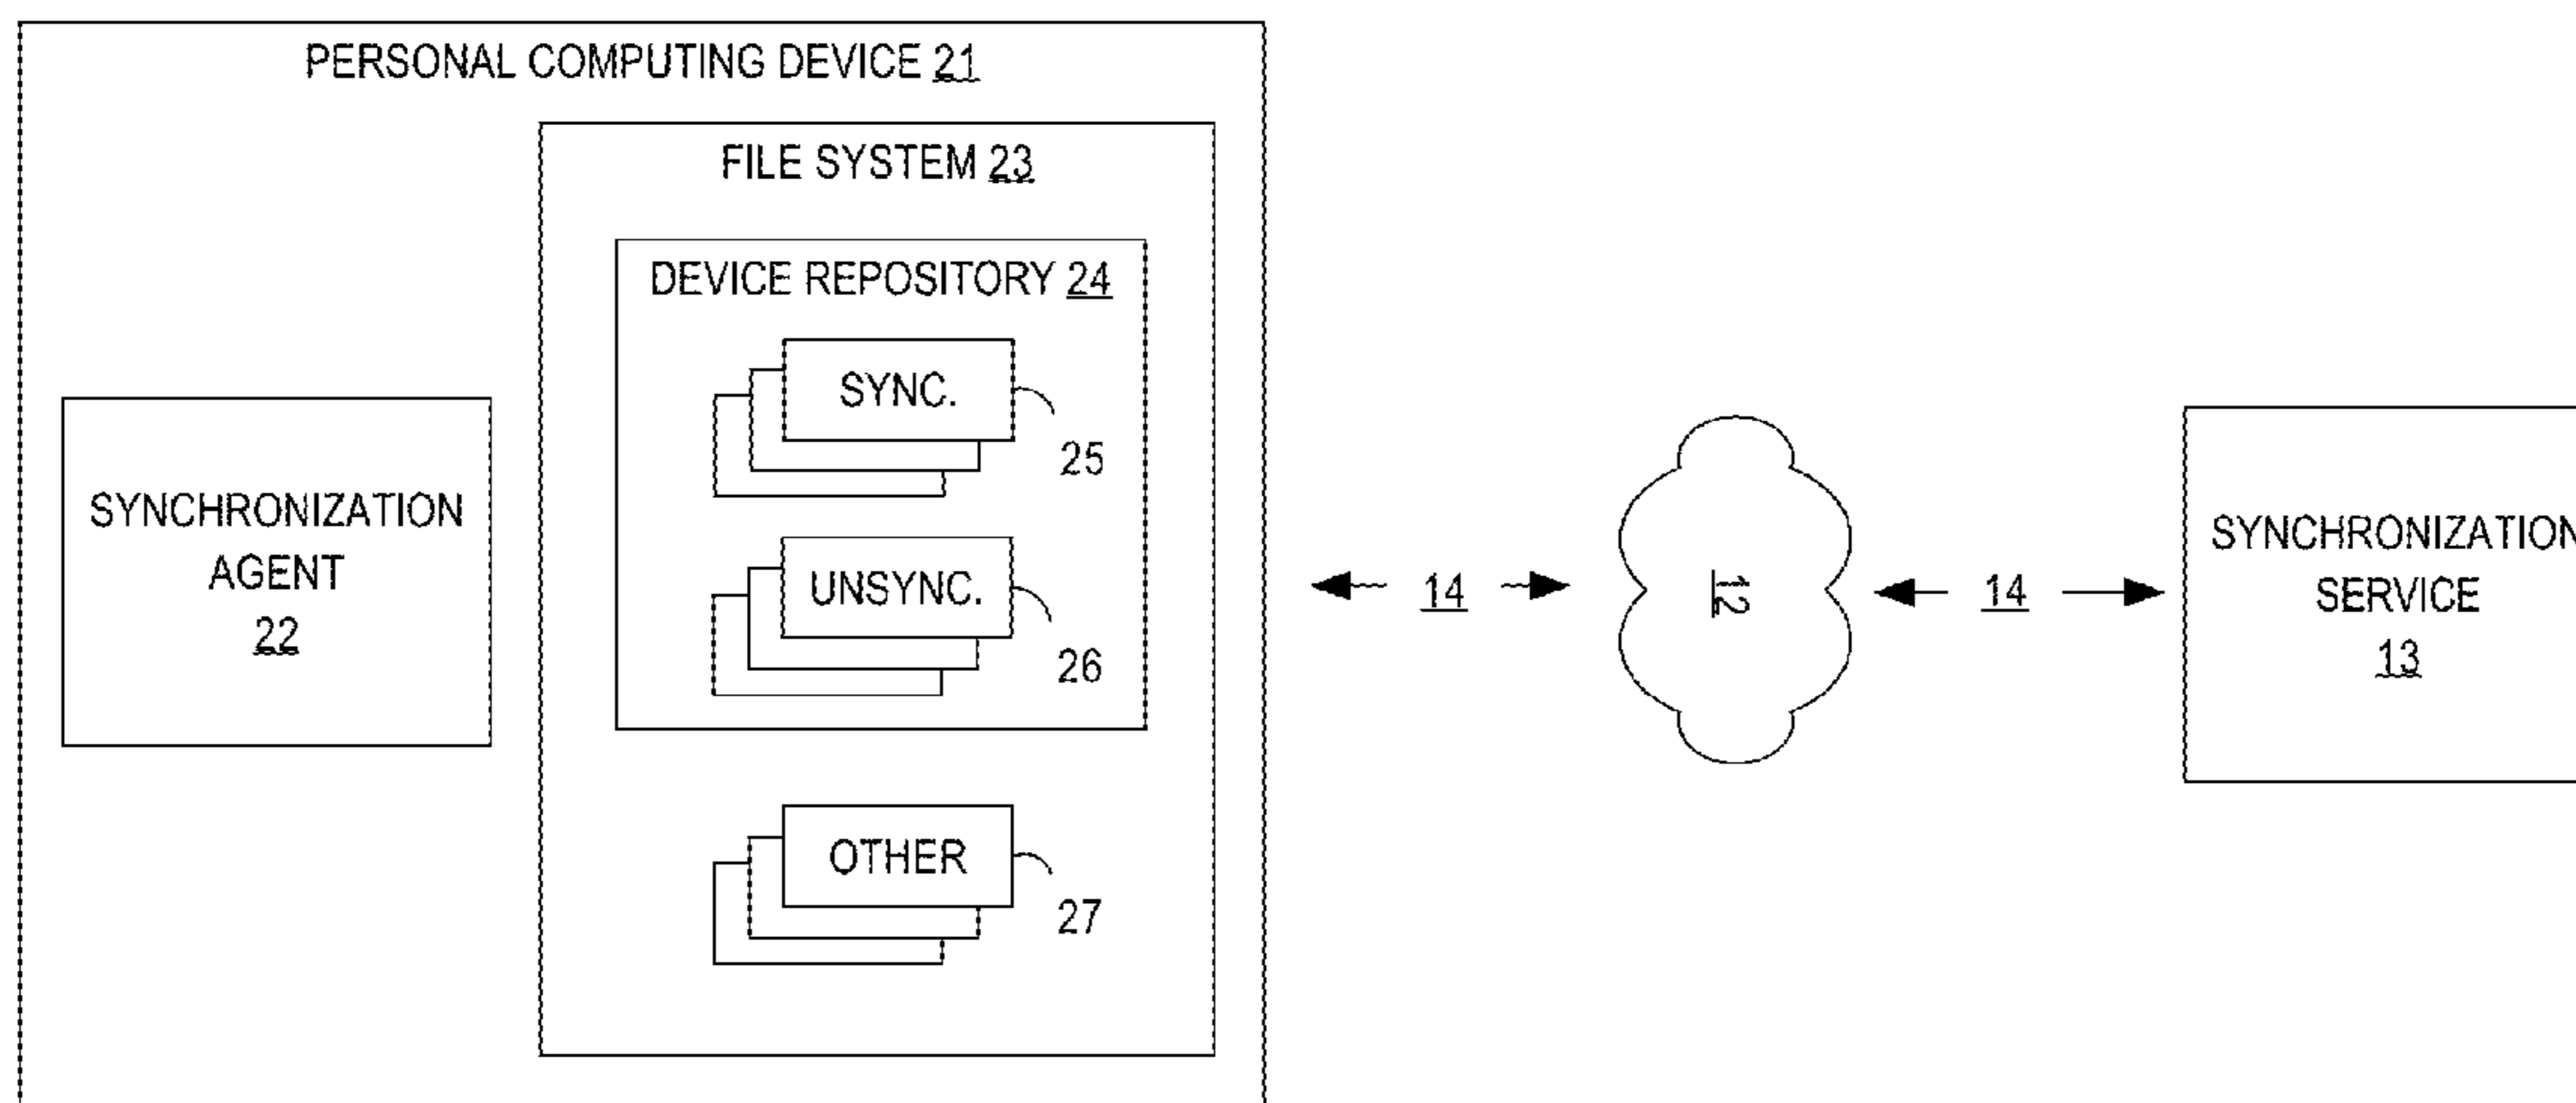 PERSONAL COMPUTING DEVICE 21
FILE SYSTEM 23
DEVICE REPOSITORY 24
SYNC.
25
UNSYNC.
26
OTHER
27
SYNCHRONIZATION
AGENT
22
14
12
14
SYNCHRONIZATION
SERVICE
13